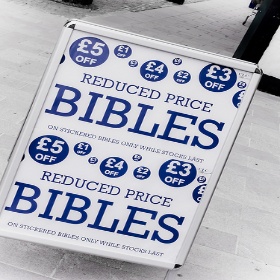 £5 OFF £1 OFF £4 OFF £2 OFF £3 OFF
REDUCED PRICE
BIBLES
ON STICKERED BIBLES ONLY WHILE STOCKS LAST
£5 OFF £1 OFF £4 OFF £2 OFF £3 OFF
REDUCED PRICE
BIBLES
ON STICKERED BIBLES ONLY WHILE STOCKS LAST